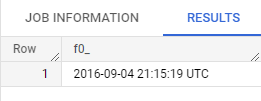 JOB INFORMATION RESULTS
Row f0_
1 2016-09-04 21:15:19 UTC